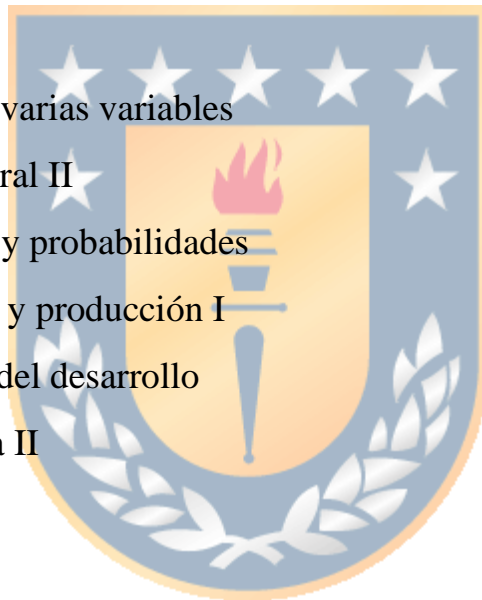 varias variables
ral II
y probabilidades
y producción I
del desarrollo
II